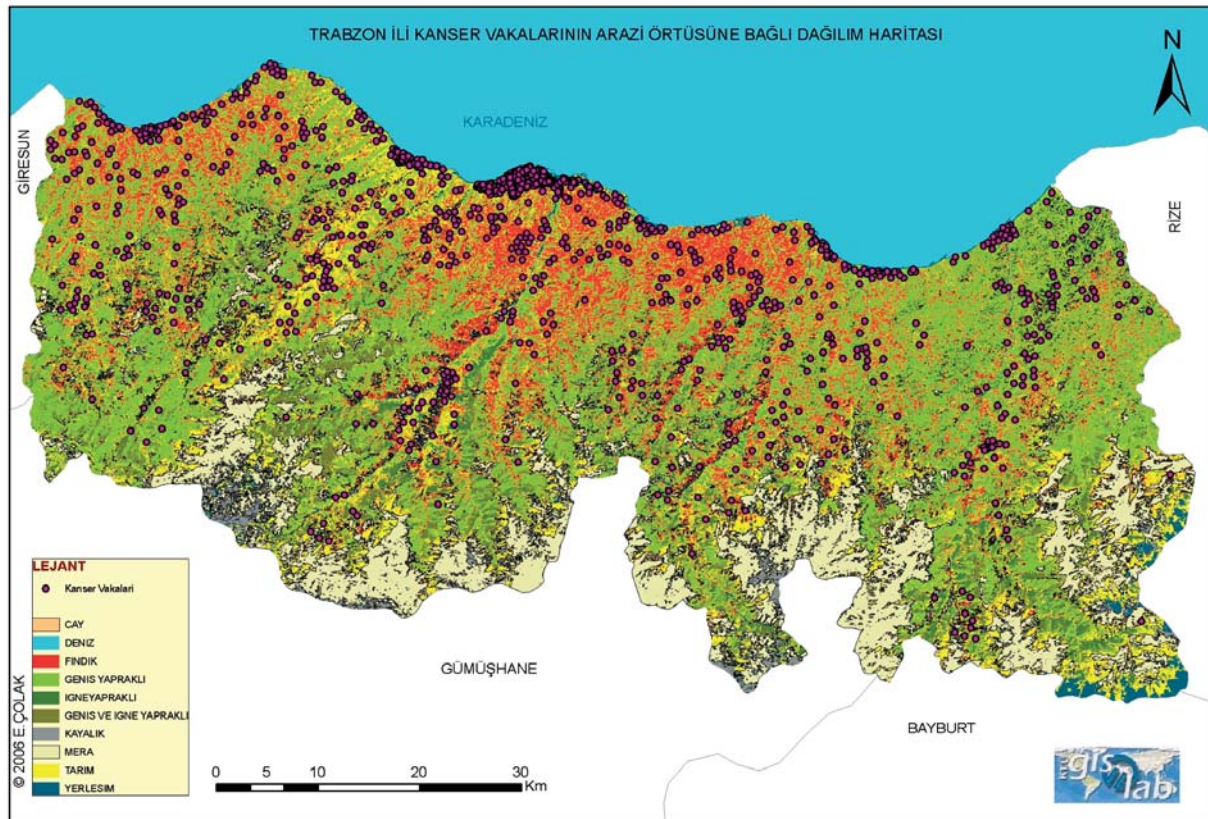 TRABZON İLİ KANSER VAKALARININ ARAZİ ÖRTÜSÜNE BAĞLI DAĞILIM HARİTASI
N
KARADENİZ
GİRESUN
RİZE
LEJANT
Kanser Vakalari
CAY
DENIZ
FINDIK
GENIS YAPRAKLI
IGNEYAPRAKLI
GENIS VE IGNE YAPRAKLI
KAYALIK
MERA
TARIM
YERLESIM
© 2006 E. ÇOLAK
GÜMÜŞHANE
BAYBURT
0 5 10 20 30
Km
gis
lab